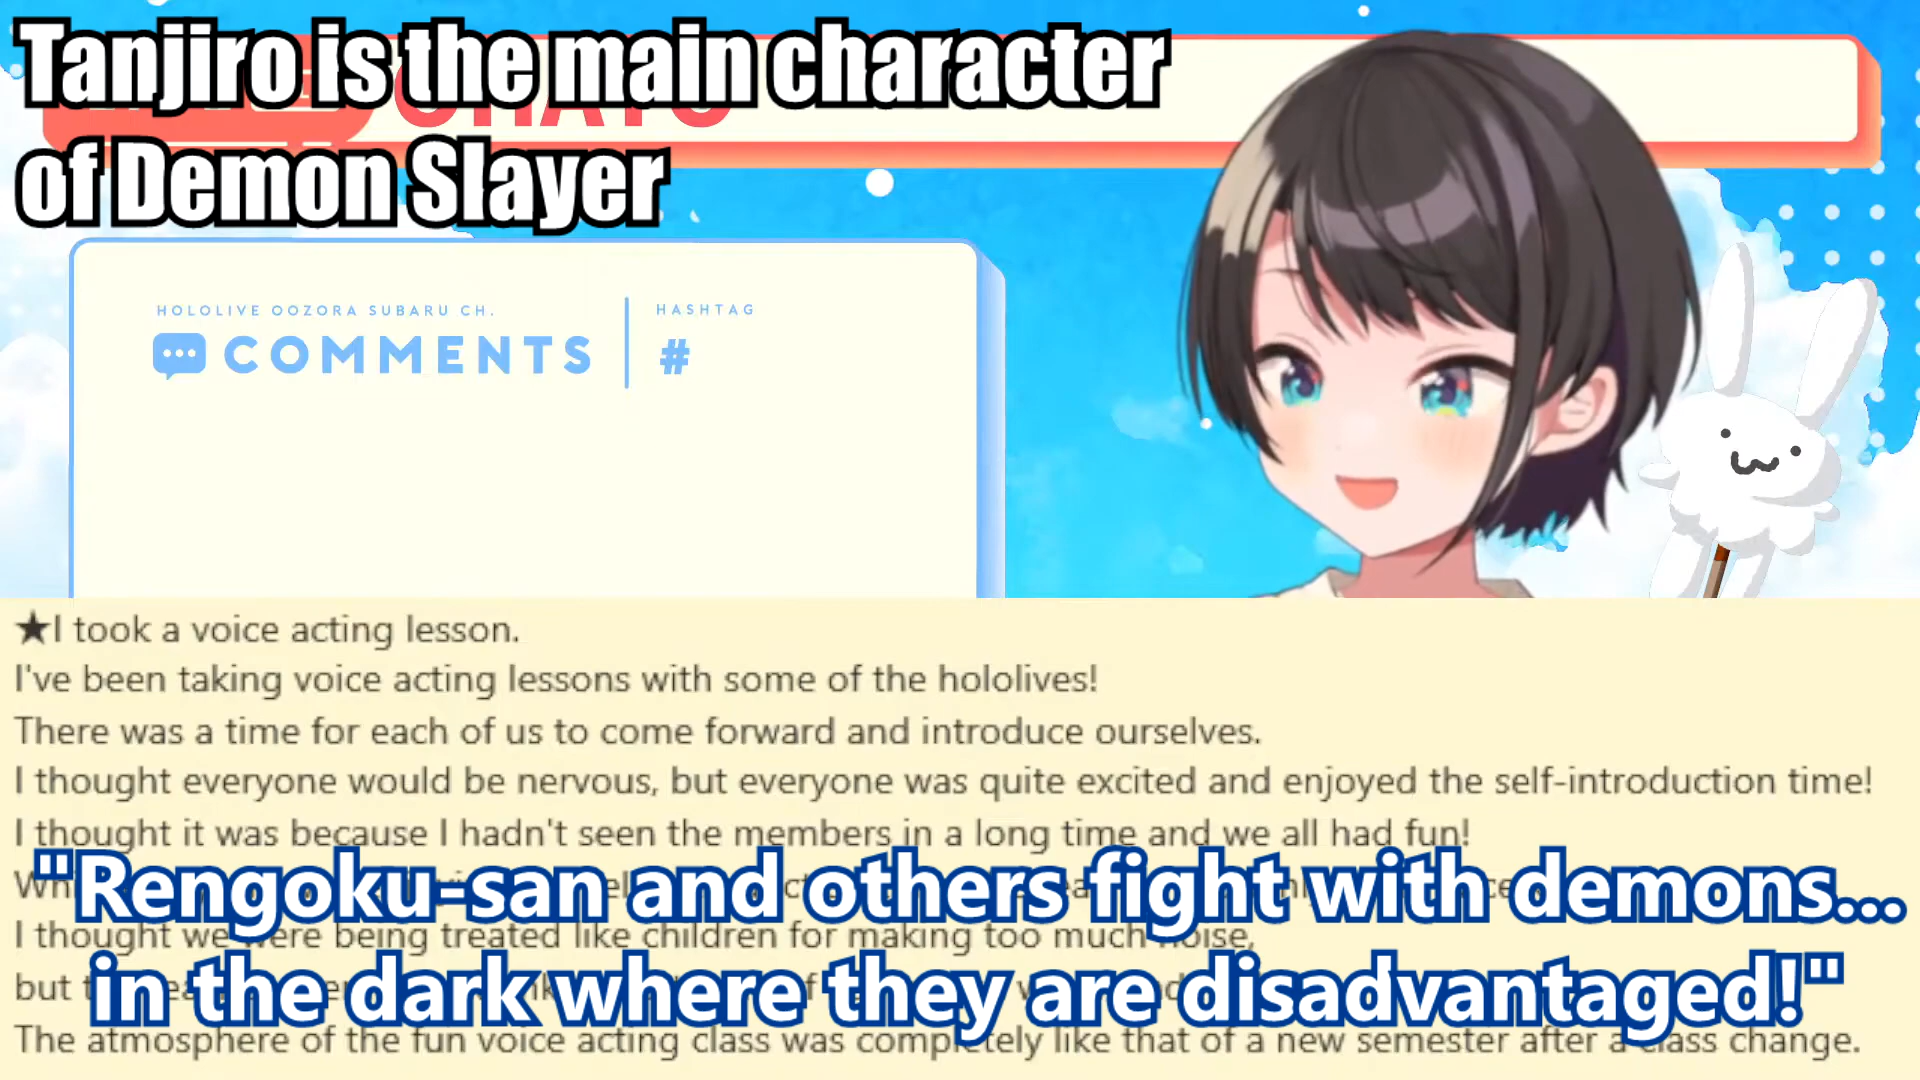 Tanjiro is the main character
of Demon Slayer
HOLOLIVE OOZORA SUBARU CH.
COMMENTS
HASHTAG
#
★I took a voice acting lesson.
I've been taking voice acting lessons with some of the hololives!
There was a time for each of us to come forward and introduce ourselves.
I thought everyone would be nervous, but everyone was quite excited and enjoyed the self-introduction time!
I thought it was because I hadn't seen the members in a long time and we all had fun!
"Rengoku-san and others fight with demons...
I thought we were being treated like children for making too much noise,
but
in the dark where they are disadvantaged!"
The atmosphere of the fun voice acting class was completely like that of a new semester after a class change.